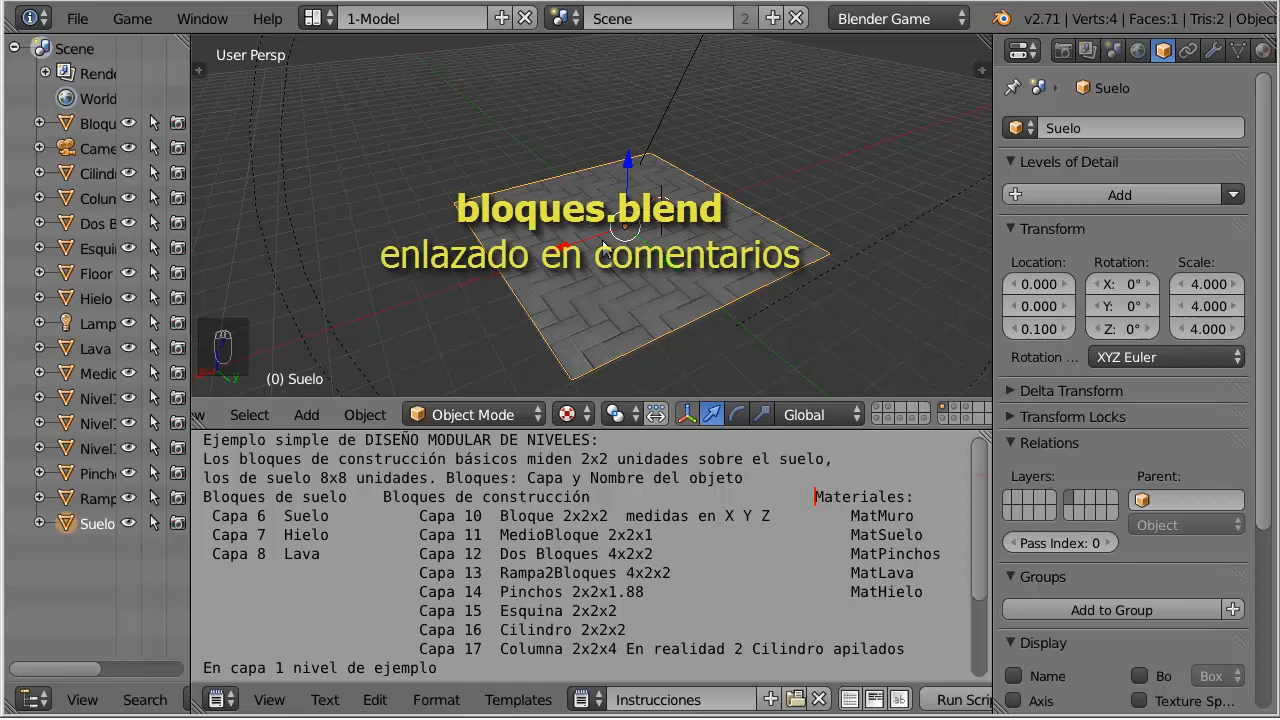 File Game Window Help 1-Model Scene 2 Blender Game v2.71 | Verts:4 | Faces:1 | Tris:2 | Object
Scene
Rende
World
Bloqu
Came
Cilind
Colun
Dos B
Esqui
Floor
Hielo
Lamp
Lava
Medio
Nivel
Nivel
Nivel
Pinch
Ramp
Suelo
View Search
User Persp
bloques.blend
enlazado en comentarios
(0) Suelo
w Select Add Object Object Mode Global
Ejemplo simple de DISEÑO MODULAR DE NIVELES:
Los bloques de construcción básicos miden 2x2 unidades sobre el suelo,
los de suelo 8x8 unidades. Bloques: Capa y Nombre del objeto
Bloques de suelo Bloques de construcción Materiales:
Capa 6 Suelo Capa 10 Bloque 2x2x2 medidas en X Y Z MatMuro
Capa 7 Hielo Capa 11 MedioBloque 2x2x1 MatSuelo
Capa 8 Lava Capa 12 Dos Bloques 4x2x2 MatPinchos
Capa 13 Rampa2Bloques 4x2x2 MatLava
Capa 14 Pinchos 2x2x1.88 MatHielo
Capa 15 Esquina 2x2x2
Capa 16 Cilindro 2x2x2
Capa 17 Columna 2x2x4 En realidad 2 Cilindro apilados
En capa 1 nivel de ejemplo
View Text Edit Format Templates Instrucciones Run Scri
Suelo
Suelo
Levels of Detail
Add
Transform
Location: Rotation: Scale:
0.000 X: 0° 4.000
0.000 Y: 0° 4.000
0.100 Z: 0° 4.000
Rotation ... XYZ Euler
Delta Transform
Transform Locks
Relations
Layers: Parent:
Object
Pass Index: 0
Groups
Add to Group
Display
Name Bo Box
Axis Texture Sp...